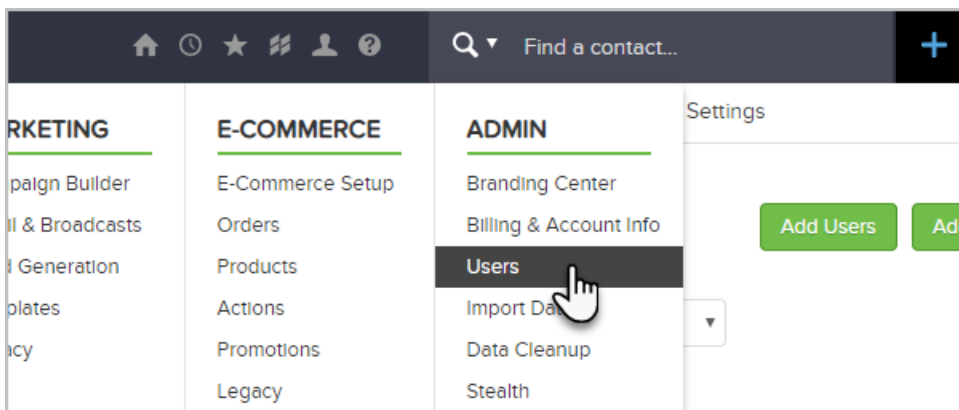 Find a contact...
RKETING
paign Builder
il & Broadcasts
Generation
plates
acy
E-COMMERCE
E-Commerce Setup
Orders
Products
Actions
Promotions
Legacy
ADMIN
Branding Center
Billing & Account Info
Users
Import Da
Data Cleanup
Stealth
Settings
Add Users
Ad